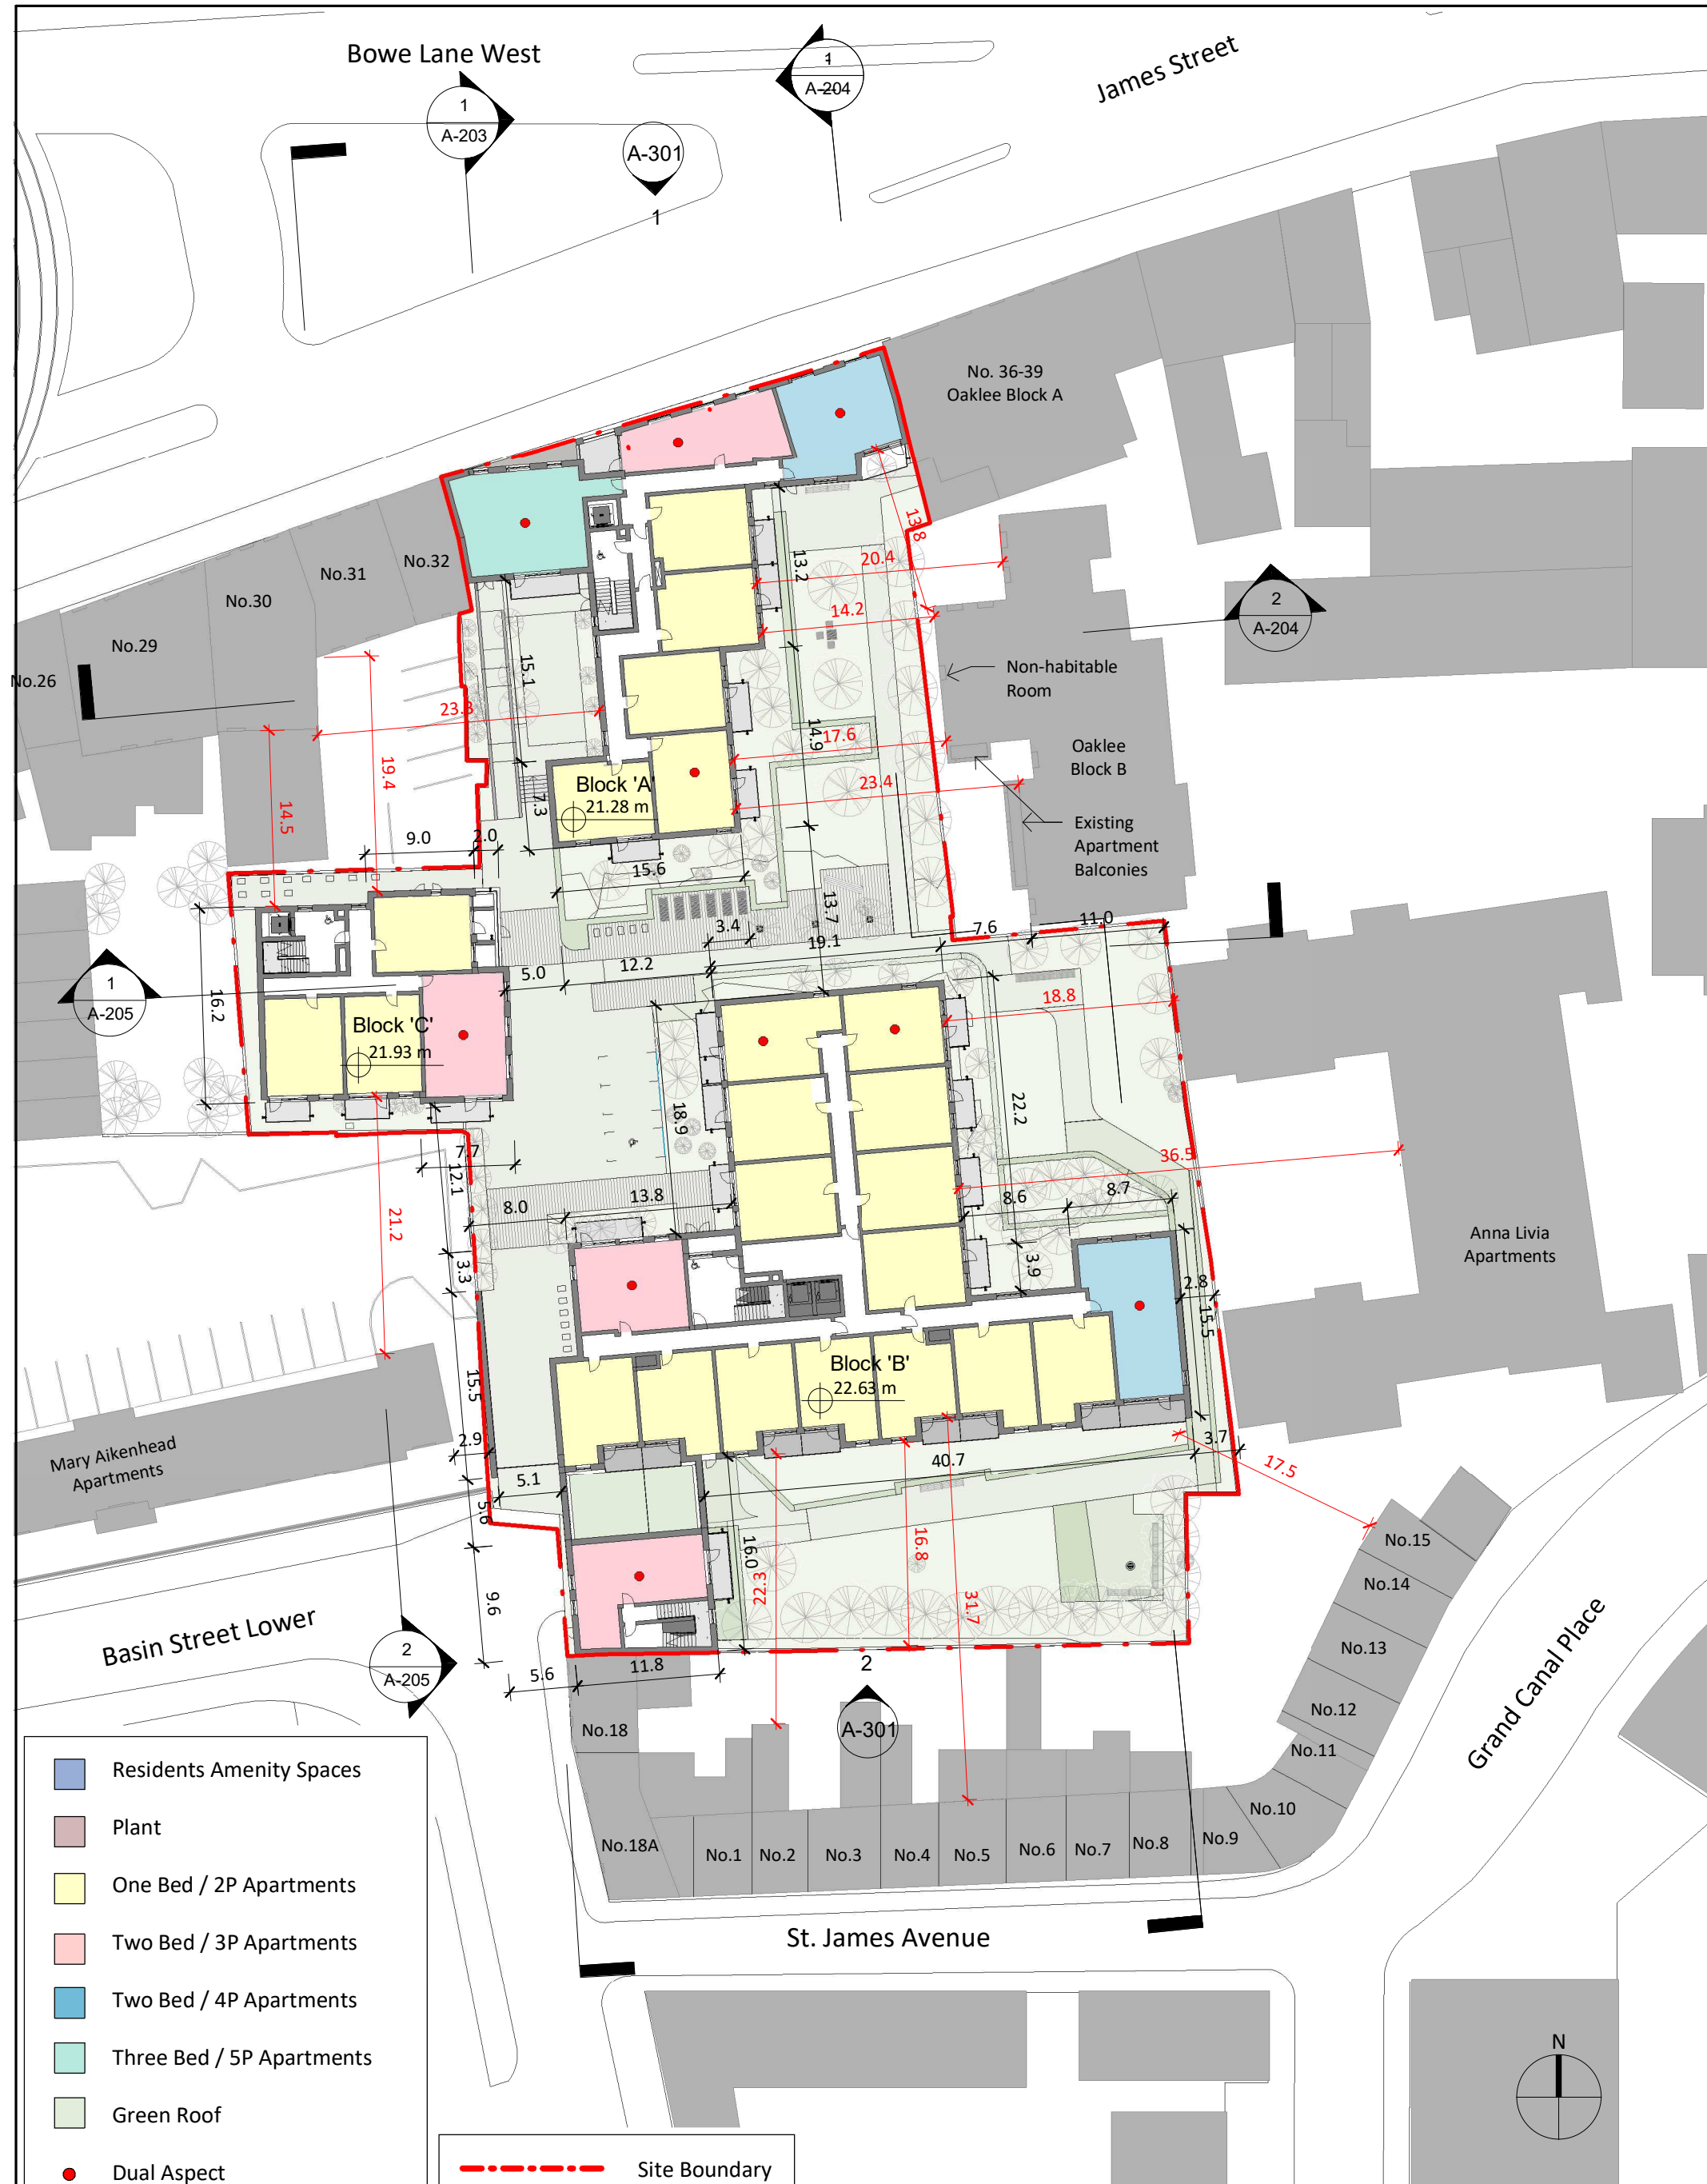 Bowe Lane West
James Street
1
A-203
A-301
1
1
A-204
No. 36-39
Oaklee Block A
No.32
No.31
No.30
No.29
No.26
13.8
20.4
13.2
14.2
2
A-204
Non-habitable
Room
15.1
23.3
14.9
17.6
Oaklee
Block B
19.4
14.5
Block 'A'
21.28 m
7.3
23.4
Existing
Apartment
Balconies
9.0
2.0
15.6
13.7
3.4
19.1
7.6
11.0
5.0
12.2
1
A-205
16.2
Block 'C'
21.93 m
18.8
18.9
22.2
7.7
12.1
36.5
8.0
13.8
8.6
8.7
21.2
3.3
3.9
Anna Livia
Apartments
2.8
15.5
Block 'B'
22.63 m
15.5
2.9
Mary Aikenhead
Apartments
40.7
3.7
17.5
5.1
5.6
16.0
22.3
16.8
31.7
9.6
Basin Street Lower
2
A-205
5.6
11.8
2
A-301
No.15
No.14
No.13
No.12
No.11
No.10
No.9
No.8
No.7
No.6
No.5
No.4
No.3
No.2
No.1
No.18
No.18A
Grand Canal Place
St. James Avenue
Residents Amenity Spaces
Plant
One Bed / 2P Apartments
Two Bed / 3P Apartments
Two Bed / 4P Apartments
Three Bed / 5P Apartments
Green Roof
Dual Aspect
Site Boundary
N